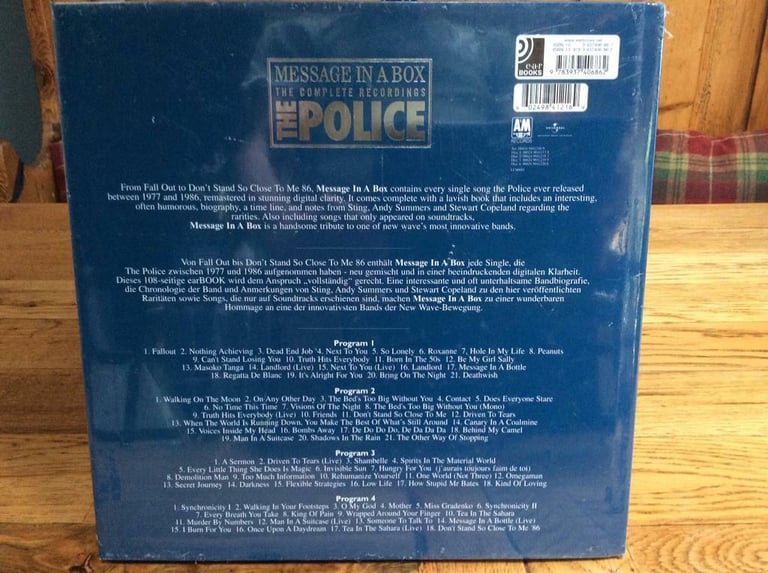 ear
BOOKS
9 783937 406862
MESSAGE IN A BOX
THE COMPLETE RECORDINGS
THE POLICE
A&M
RECORDS
From Fall Out to Don't Stand So Close To Me 86, Message In A Box contains every single song the Police ever released
between 1977 and 1986, remastered in stunning digital clarity. It comes complete with a lavish book that includes an interesting,
often humorous, biography, a time line, and notes from Sting, Andy Summers and Stewart Copeland regarding the
rarities. Also including songs that only appeared on soundtracks,
Message In A Box is a handsome tribute to one of new wave's most innovative bands.
Von Fall Out bis Don't Stand So Close To Me 86 enthält Message In A Box jede Single, die
The Police zwischen 1977 und 1986 aufgenommen haben - neu gemischt und in einer beeindruckenden digitalen Klarheit.
Dieses 108-seitige earBOOK wird dem Anspruch „vollständig“ gerecht. Eine interessante und oft unterhaltsame Bandbiografie,
die Chronologie der Band und Anmerkungen von Sting, Andy Summers und Stewart Copeland zu den hier veröffentlichten
Raritäten sowie Songs, die nur auf Soundtracks erschienen sind, machen Message In A Box zu einer wunderbaren
Hommage an einer der innovativsten Bands der New Wave-Bewegung.
Program 1
1. Fallout 2. Nothing Achieving 3. Dead End Job '4. Next To You 5. So Lonely 6. Roxanne 7. Hole In My Life 8. Peanuts
9. Can't Stand Losing You 10. Truth Hits Everybody 11. Born In The 50s 12. Be My Girl Sally
13. Masoko Tanga 14. Landlord (Live) 15. Next To You (Live) 16. Landlord 17. Message In A Bottle
18. Regatta De Blanc 19. It's Alright For You 20. Bring On The Night 21. Deathwish
Program 2
1. Walking On The Moon 2. On Any Other Day 3. The Bed's Too Big Without You 4. Contact 5. Does Everyone Stare
6. No Time This Time 7. Visions Of The Night 8. The Bed's Too Big Without You (Mono)
9. Truth Hits Everybody (Live) 10. Friends 11. Don't Stand So Close To Me 12. Driven To Tears
13. When The World Is Running Down, You Make The Best Of What's Still Around 14. Canary In A Coalmine
15. Voices Inside My Head 16. Bombs Away 17. De Do Do Do, De Da Da Da 18. Behind My Camel
19. Man In A Suitcase 20. Shadows In The Rain 21. The Other Way Of Stopping
Program 3
1. A Sermon 2. Driven To Tears (Live) 3. Shambelle 4. Spirits In The Material World
5. Every Little Thing She Does Is Magic 6. Invisible Sun 7. Hungry For You (j'aurais toujours faim de toi)
8. Demolition Man 9. Too Much Information 10. Rehumanize Yourself 11. One World (Not Three) 12. Omegaman
13. Secret Journey 14. Darkness 15. Flexible Strategies 16. Low Life 17. How Stupid Mr Bates 18. Kind Of Loving
Program 4
1. Synchronicity I 2. Walking In Your Footsteps 3. O My God 4. Mother 5. Miss Gradenko 6. Synchronicity II
7. Every Breath You Take 8. King Of Pain 9. Wrapped Around Your Finger 10. Tea In The Sahara
11. Murder By Numbers 12. Man In A Suitcase (Live) 13. Someone To Talk To 14. Message In A Bottle (Live)
15. I Burn For You 16. Once Upon A Daydream 17. Tea In The Sahara (Live) 18. Don't Stand So Close To Me '86